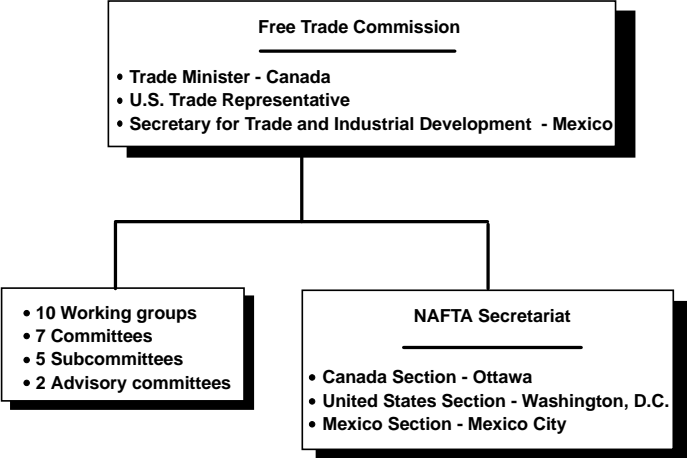 Free Trade Commission
• Trade Minister - Canada
• U.S. Trade Representative
• Secretary for Trade and Industrial Development - Mexico
• 10 Working groups
• 7 Committees
• 5 Subcommittees
• 2 Advisory committees
NAFTA Secretariat
• Canada Section - Ottawa
• United States Section - Washington, D.C.
• Mexico Section - Mexico City